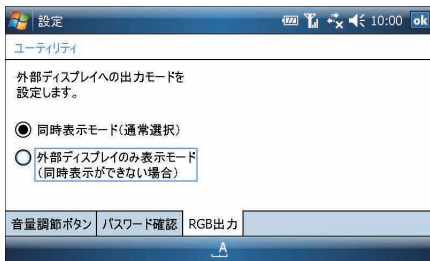 設定 10:00 ok
ユーティリティ
外部ディスプレイへの出力モードを
設定します。
同時表示モード(通常選択)
外部ディスプレイのみ表示モード
(同時表示ができない場合)
音量調節ボタン パスワード確認 RGB出力
A